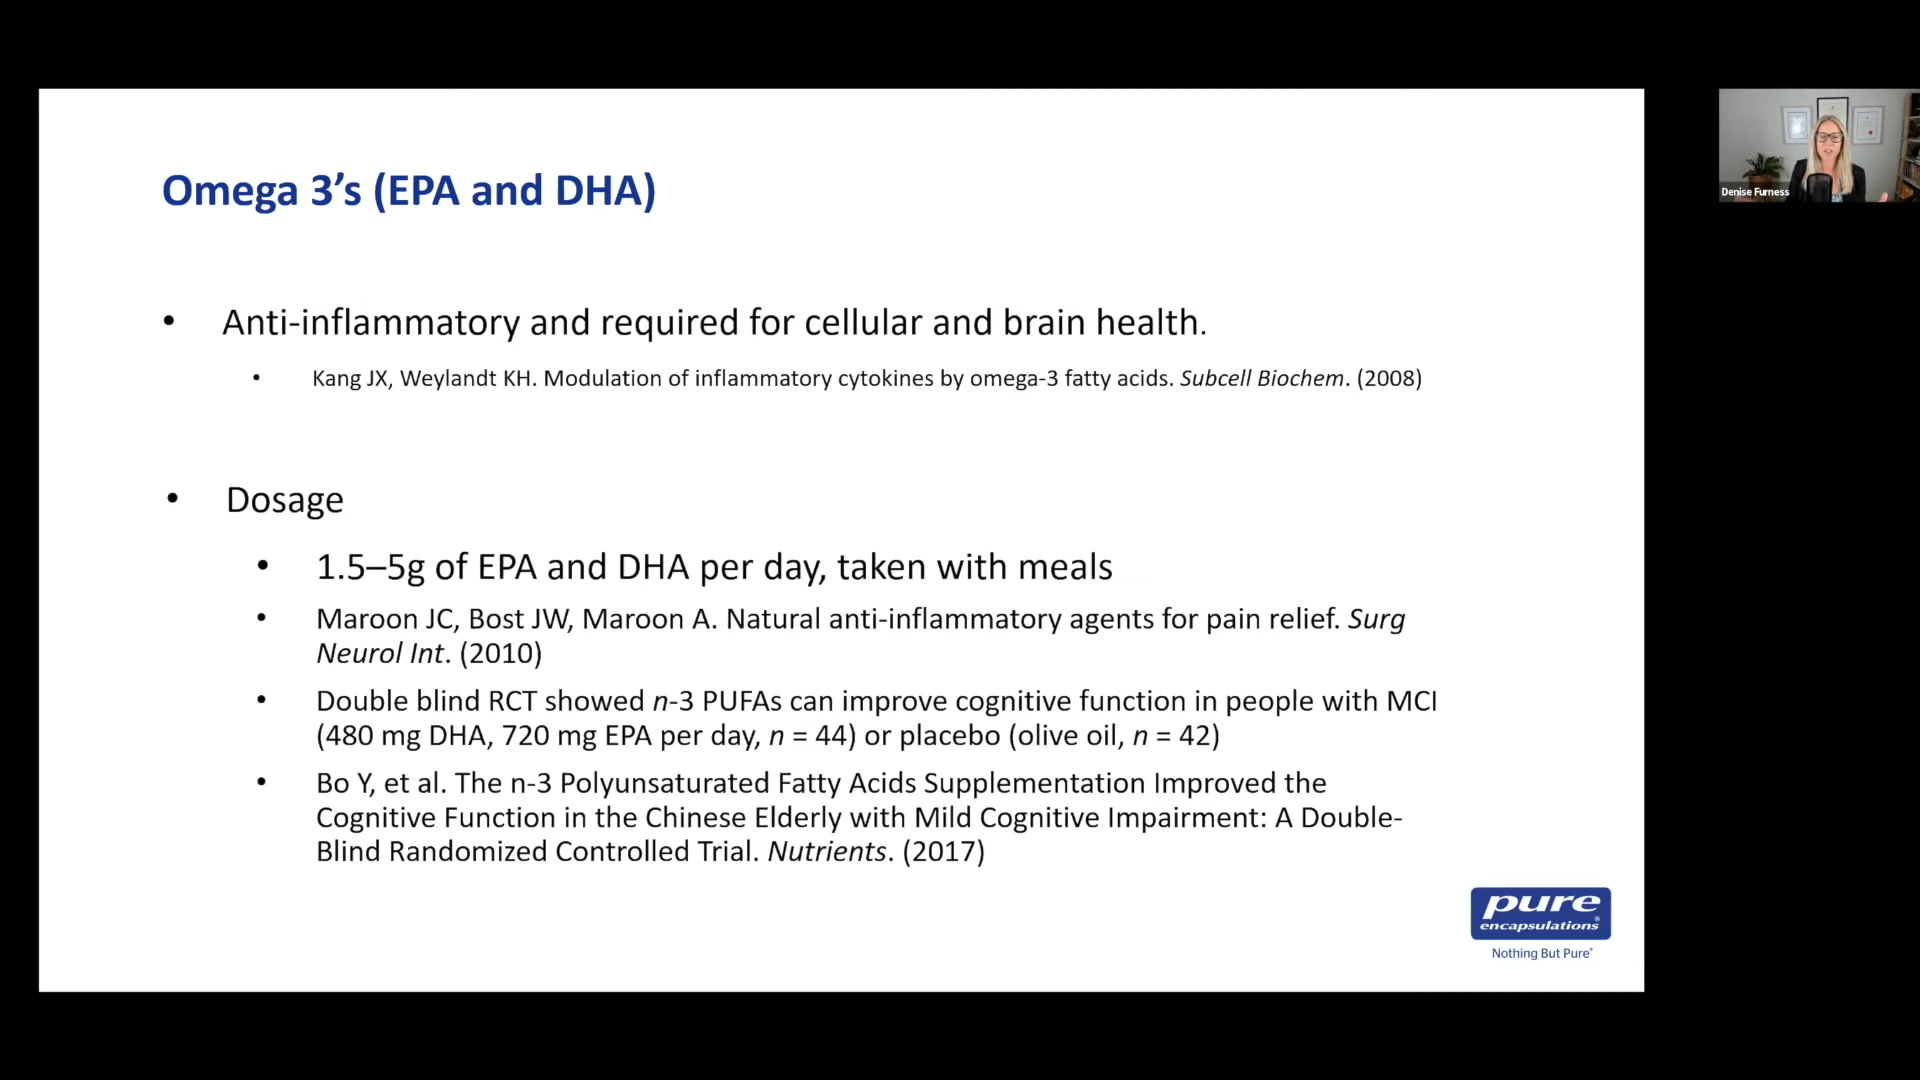 Omega 3’s (EPA and DHA)
• Anti-inflammatory and required for cellular and brain health.
• Kang JX, Weylandt KH. Modulation of inflammatory cytokines by omega-3 fatty acids. Subcell Biochem. (2008)
• Dosage
• 1.5–5g of EPA and DHA per day, taken with meals
• Maroon JC, Bost JW, Maroon A. Natural anti-inflammatory agents for pain relief. Surg
Neurol Int. (2010)
• Double blind RCT showed n-3 PUFAs can improve cognitive function in people with MCI
(480 mg DHA, 720 mg EPA per day, n = 44) or placebo (olive oil, n = 42)
• Bo Y, et al. The n-3 Polyunsaturated Fatty Acids Supplementation Improved the
Cognitive Function in the Chinese Elderly with Mild Cognitive Impairment: A Double-
Blind Randomized Controlled Trial. Nutrients. (2017)
pure
encapsulations®
Nothing But Pure®
Denise Furness